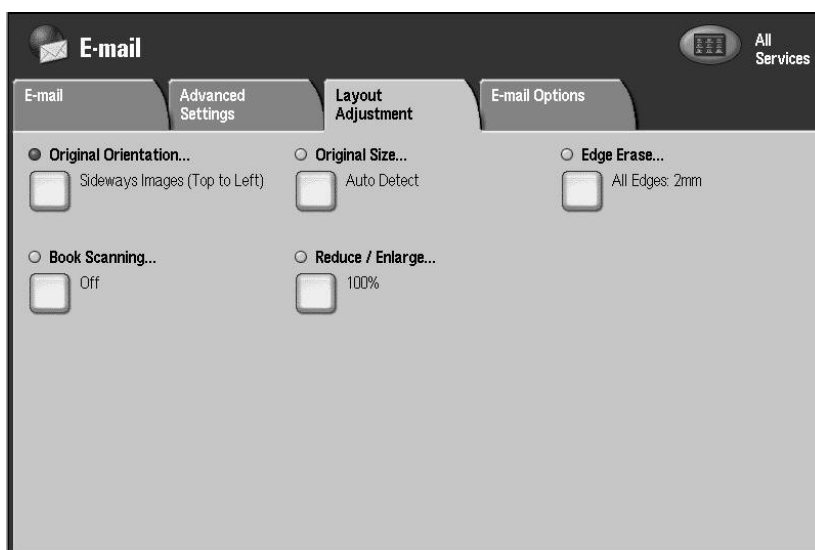 E-mail
All
Services
E-mail
Advanced
Settings
Layout
Adjustment
E-mail Options
Original Orientation...
Sideways Images (Top to Left)
Original Size...
Auto Detect
Edge Erase...
All Edges: 2mm
Book Scanning...
Off
Reduce / Enlarge...
100%